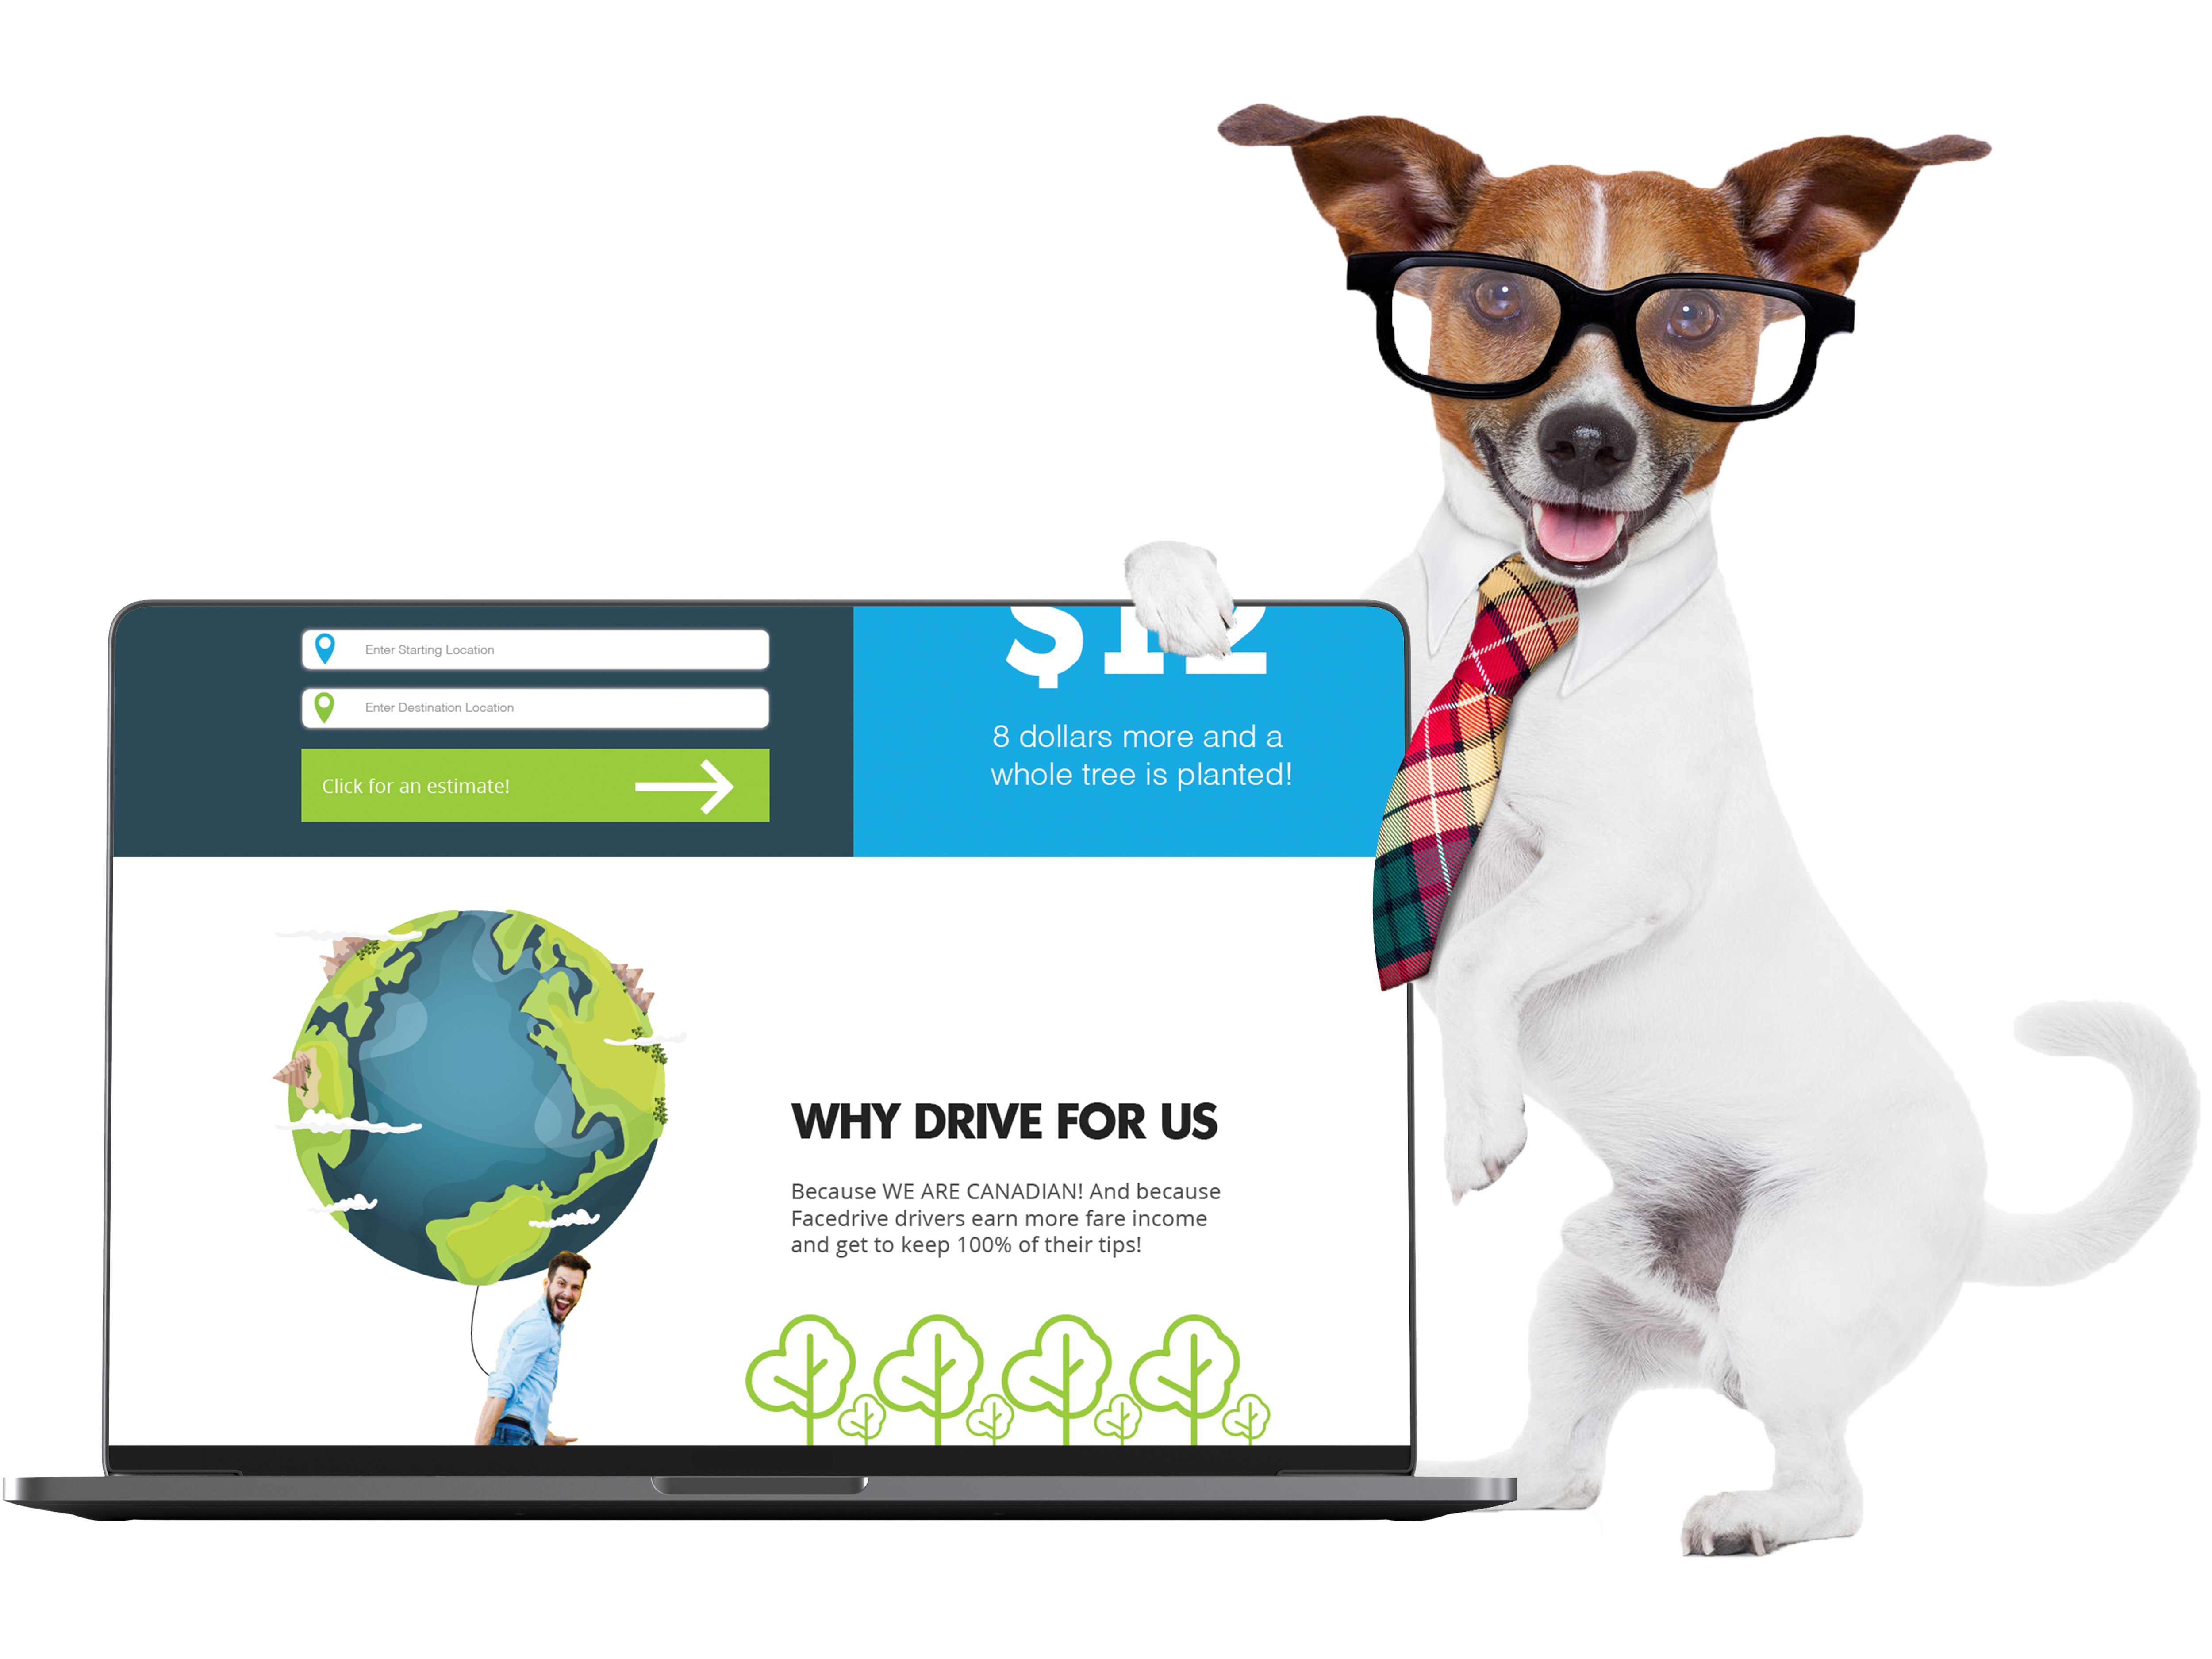 Enter Starting Location
Enter Destination Location
Click for an estimate!
$12
8 dollars more and a
whole tree is planted!
WHY DRIVE FOR US
Because WE ARE CANADIAN! And because
Facedrive drivers earn more fare income
and get to keep 100% of their tips!